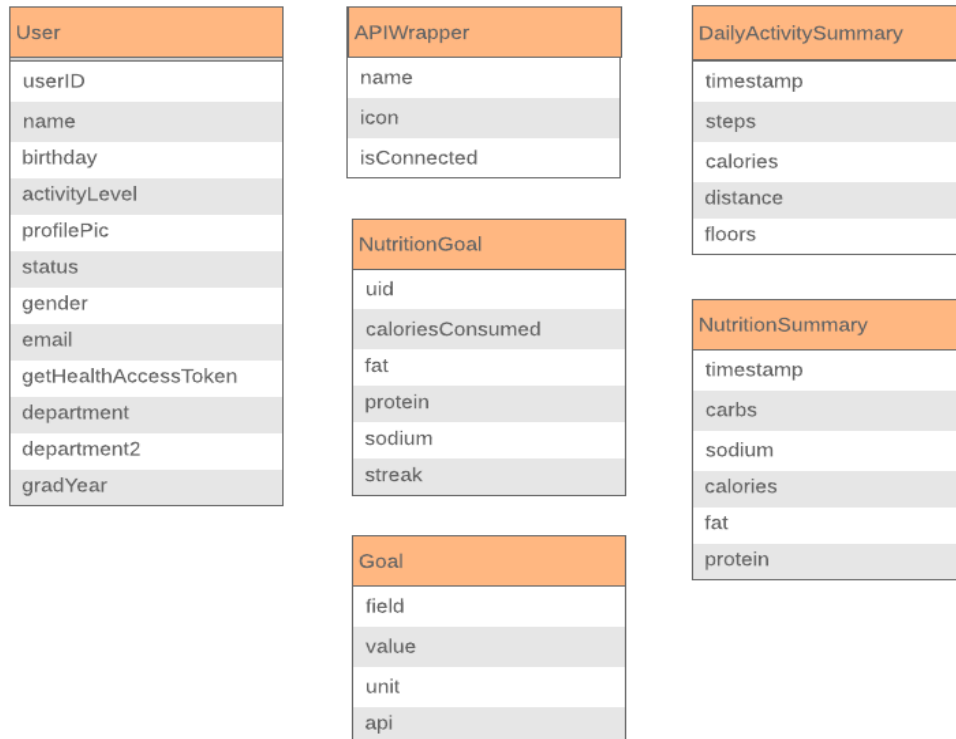 User
userID
name
birthday
activityLevel
profilePic
status
gender
email
getHealthAccessToken
department
department2
gradYear
APIWrapper
name
icon
isConnected
NutritionGoal
uid
caloriesConsumed
fat
protein
sodium
streak
Goal
field
value
unit
api
DailyActivitySummary
timestamp
steps
calories
distance
floors
NutritionSummary
timestamp
carbs
sodium
calories
fat
protein